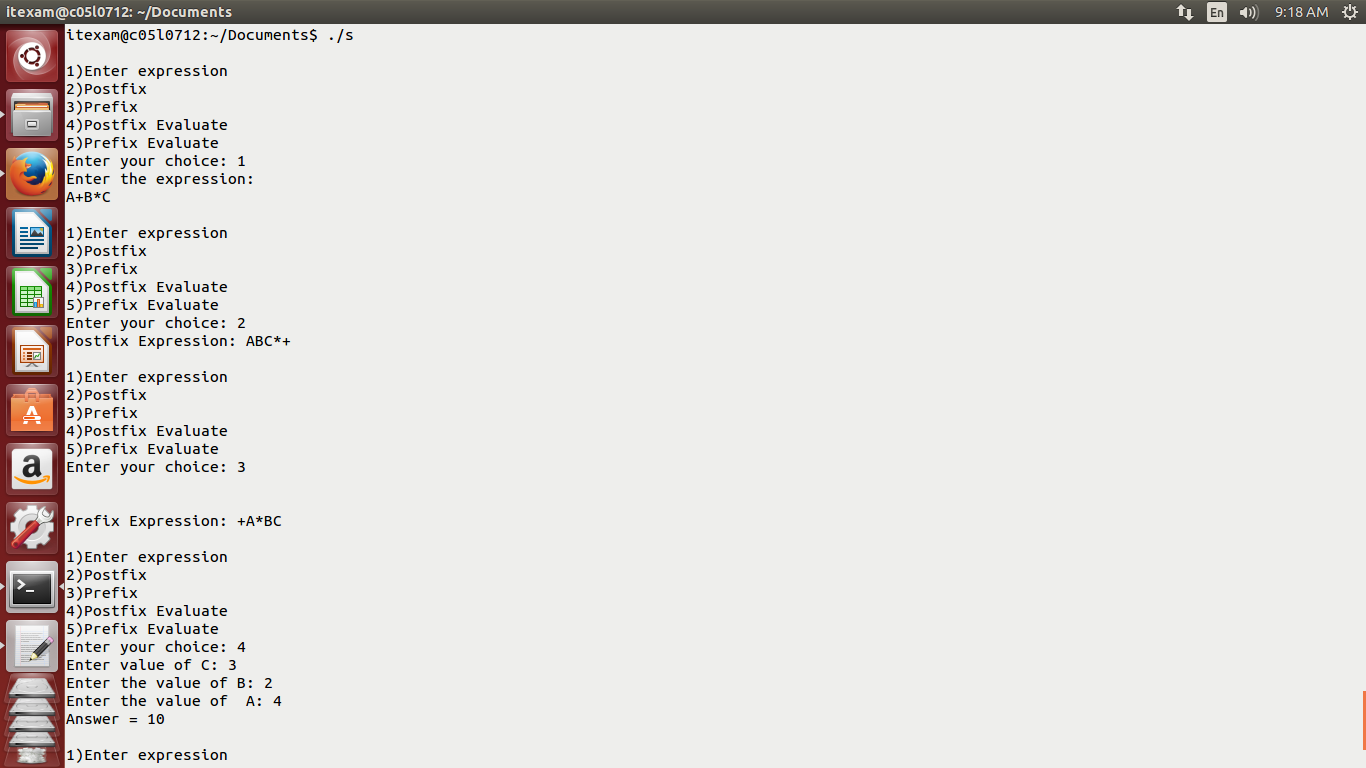 itexam@c05l0712: ~/Documents
En
9:18 AM
itexam@c05l0712:~/Documents$ ./s
1)Enter expression
2)Postfix
3)Prefix
4)Postfix Evaluate
5)Prefix Evaluate
Enter your choice: 1
Enter the expression:
A+B*C
1)Enter expression
2)Postfix
3)Prefix
4)Postfix Evaluate
5)Prefix Evaluate
Enter your choice: 2
Postfix Expression: ABC*+
1)Enter expression
2)Postfix
3)Prefix
4)Postfix Evaluate
5)Prefix Evaluate
Enter your choice: 3
Prefix Expression: +A*BC
1)Enter expression
2)Postfix
3)Prefix
4)Postfix Evaluate
5)Prefix Evaluate
Enter your choice: 4
Enter value of C: 3
Enter the value of B: 2
Enter the value of  A: 4
Answer = 10
1)Enter expression